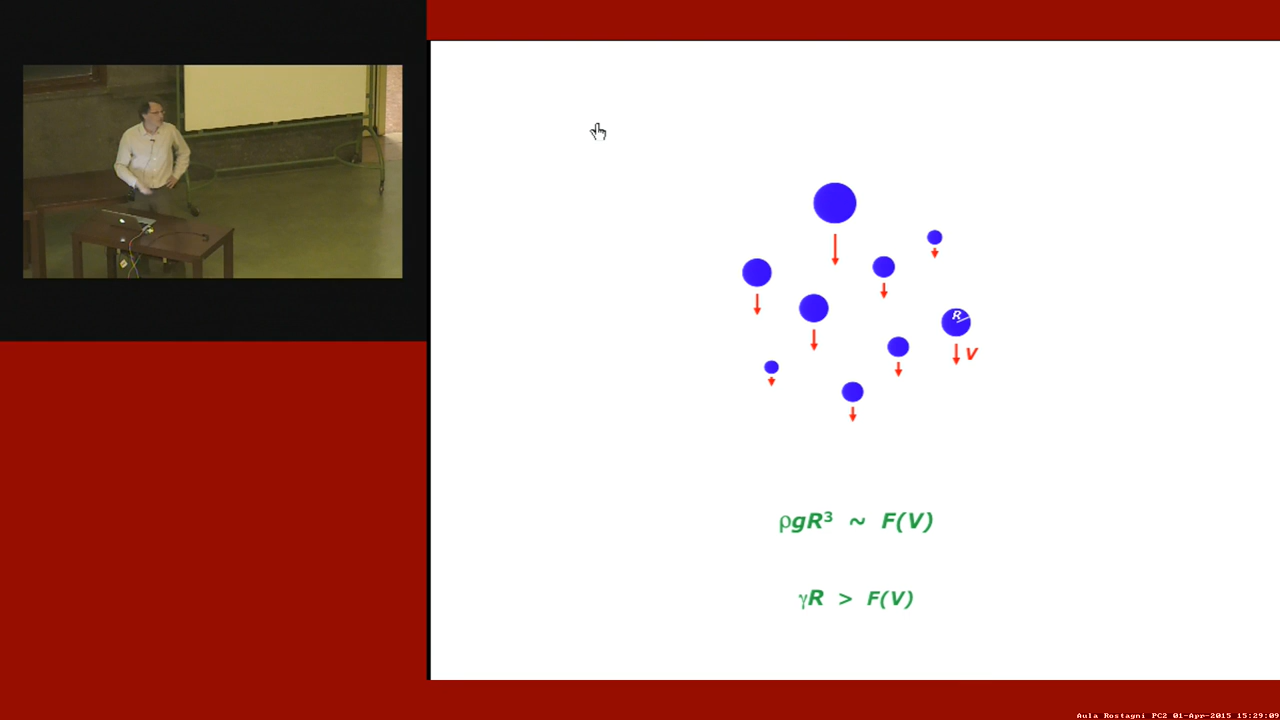 R
V
ρgR³ ~ F(V)
γR > F(V)
Aula Rostagni PC2 01-Apr-2015 15:29:09